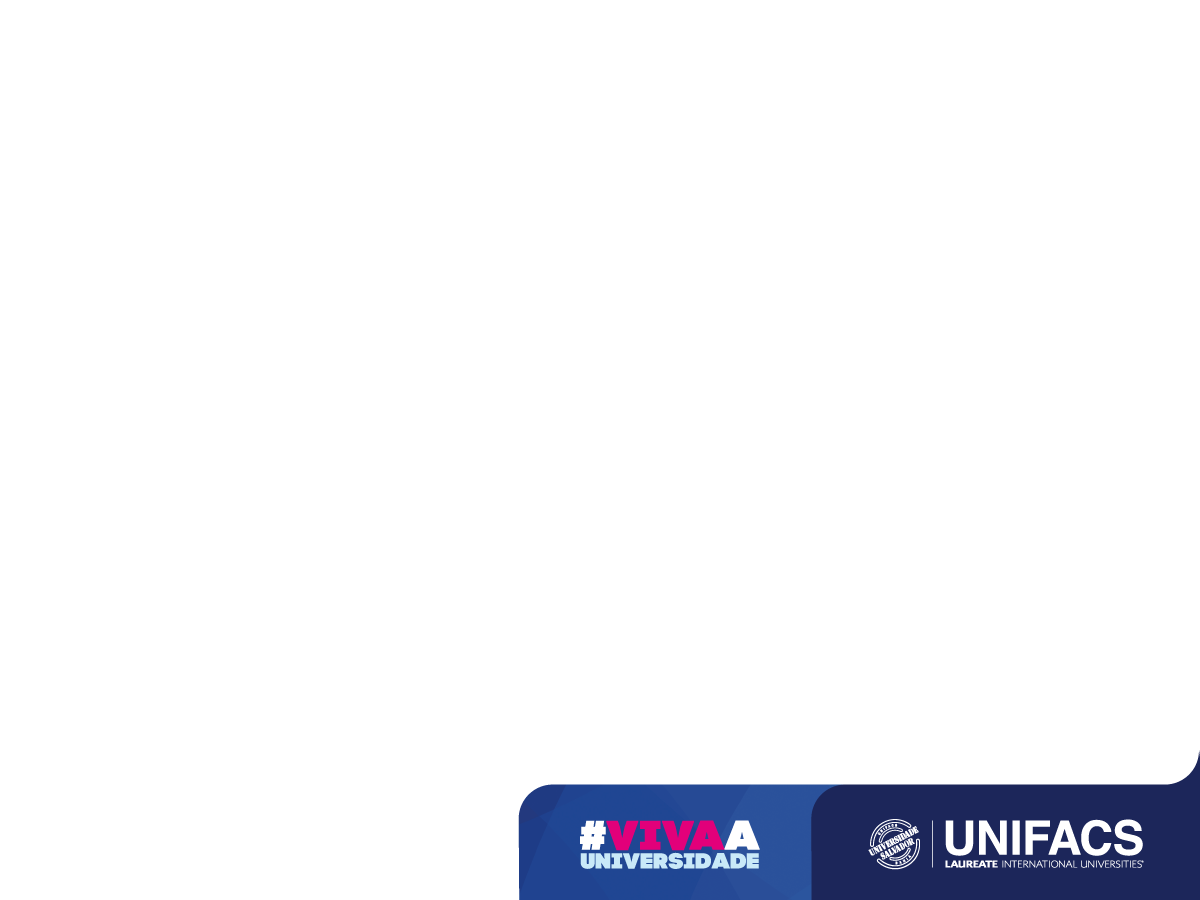 #VIVAA
UNIVERSIDADE
UNIVERSIDADE
SALVADOR
UNIFACS
LAUREATE INTERNATIONAL UNIVERSITIES